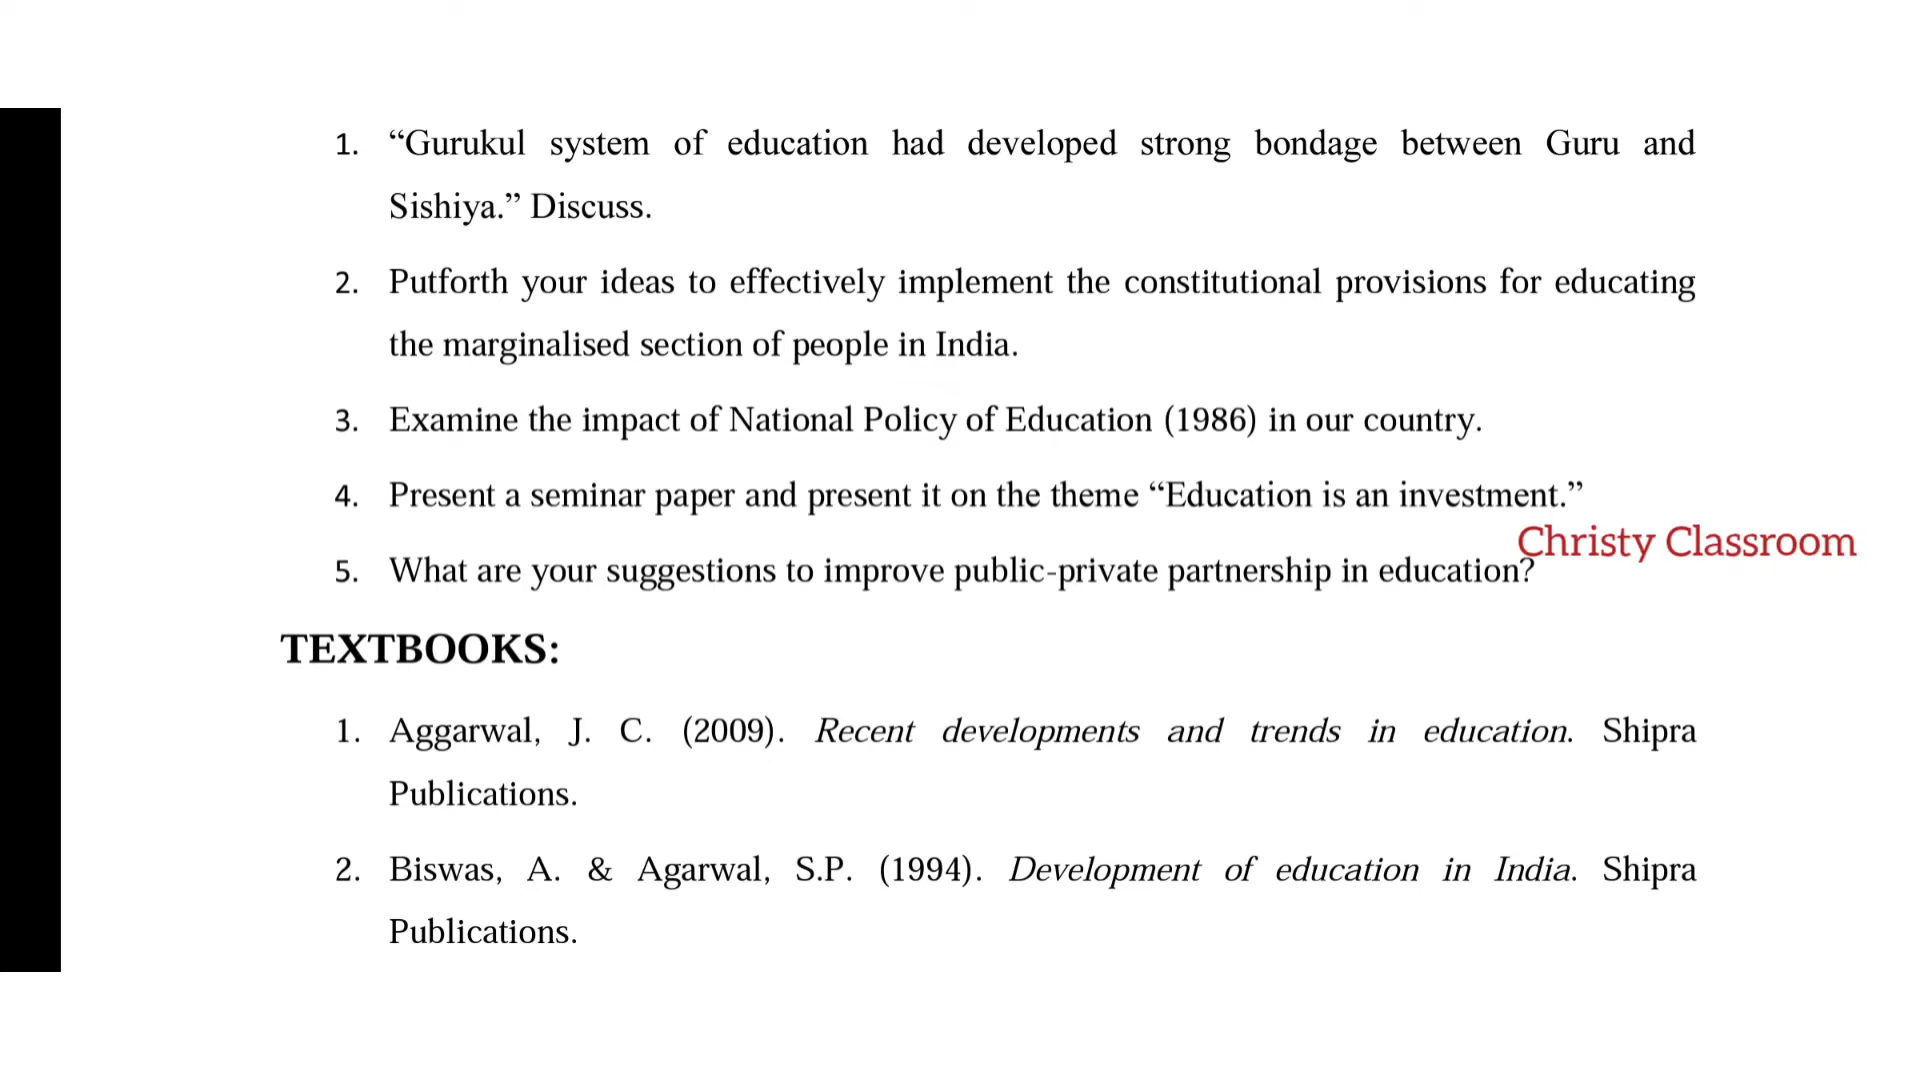 1. “Gurukul system of education had developed strong bondage between Guru and
Sishiya.” Discuss.
2. Putforth your ideas to effectively implement the constitutional provisions for educating
the marginalised section of people in India.
3. Examine the impact of National Policy of Education (1986) in our country.
4. Present a seminar paper and present it on the theme “Education is an investment.”
Christy Classroom
5. What are your suggestions to improve public-private partnership in education?
TEXTBOOKS:
1. Aggarwal, J. C. (2009). Recent developments and trends in education. Shipra
Publications.
2. Biswas, A. & Agarwal, S.P. (1994). Development of education in India. Shipra
Publications.